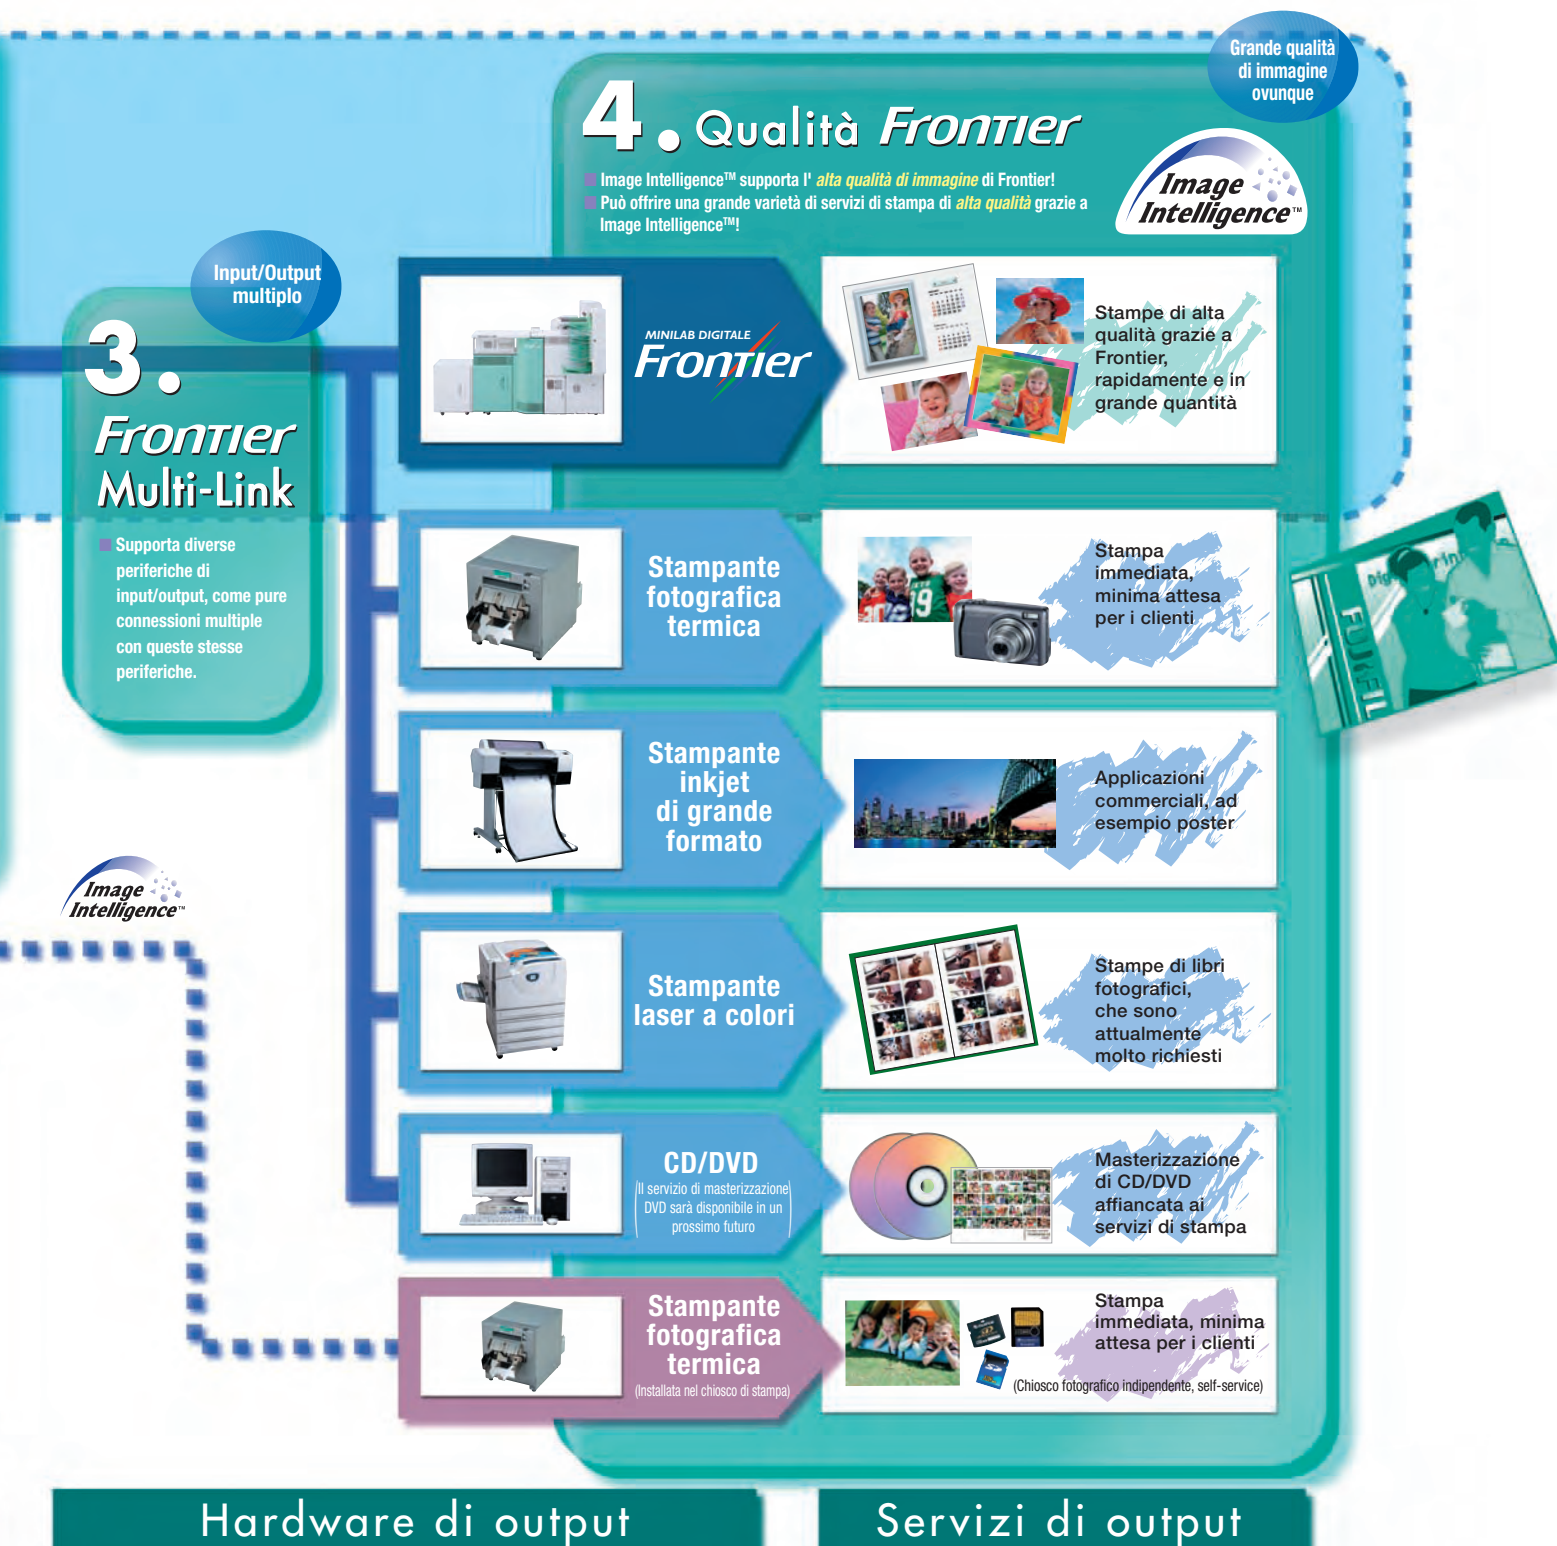 Grande qualità
di immagine
ovunque
4. Qualità Frontier
Image Intelligence™ supporta l' alta qualità di immagine di Frontier!
Può offrire una grande varietà di servizi di stampa di alta qualità grazie a
Image Intelligence™!
Image
Intelligence™
Input/Output
multiplo
3.
Frontier
Multi-Link
Supporta diverse
periferiche di
input/output, come pure
connessioni multiple
con queste stesse
periferiche.
MINILAB DIGITALE
Frontier
Stampe di alta
qualità grazie a
Frontier,
rapidamente e in
grande quantità
Stampante
fotografica
termica
Stampa
immediata,
minima attesa
per i clienti
FUJIFIL
Stampante
inkjet
di grande
formato
Applicazioni
commerciali, ad
esempio poster
Image
Intelligence™
Stampante
laser a colori
Stampe di libri
fotografici,
che sono
attualmente
molto richiesti
CD/DVD
(Il servizio di masterizzazione
DVD sarà disponibile in un
prossimo futuro)
Masterizzazione
di CD/DVD
affiancata ai
servizi di stampa
Stampante
fotografica
termica
(Installata nel chiosco di stampa)
Stampa
immediata, minima
attesa per i clienti
(Chiosco fotografico indipendente, self-service)
Hardware di output
Servizi di output